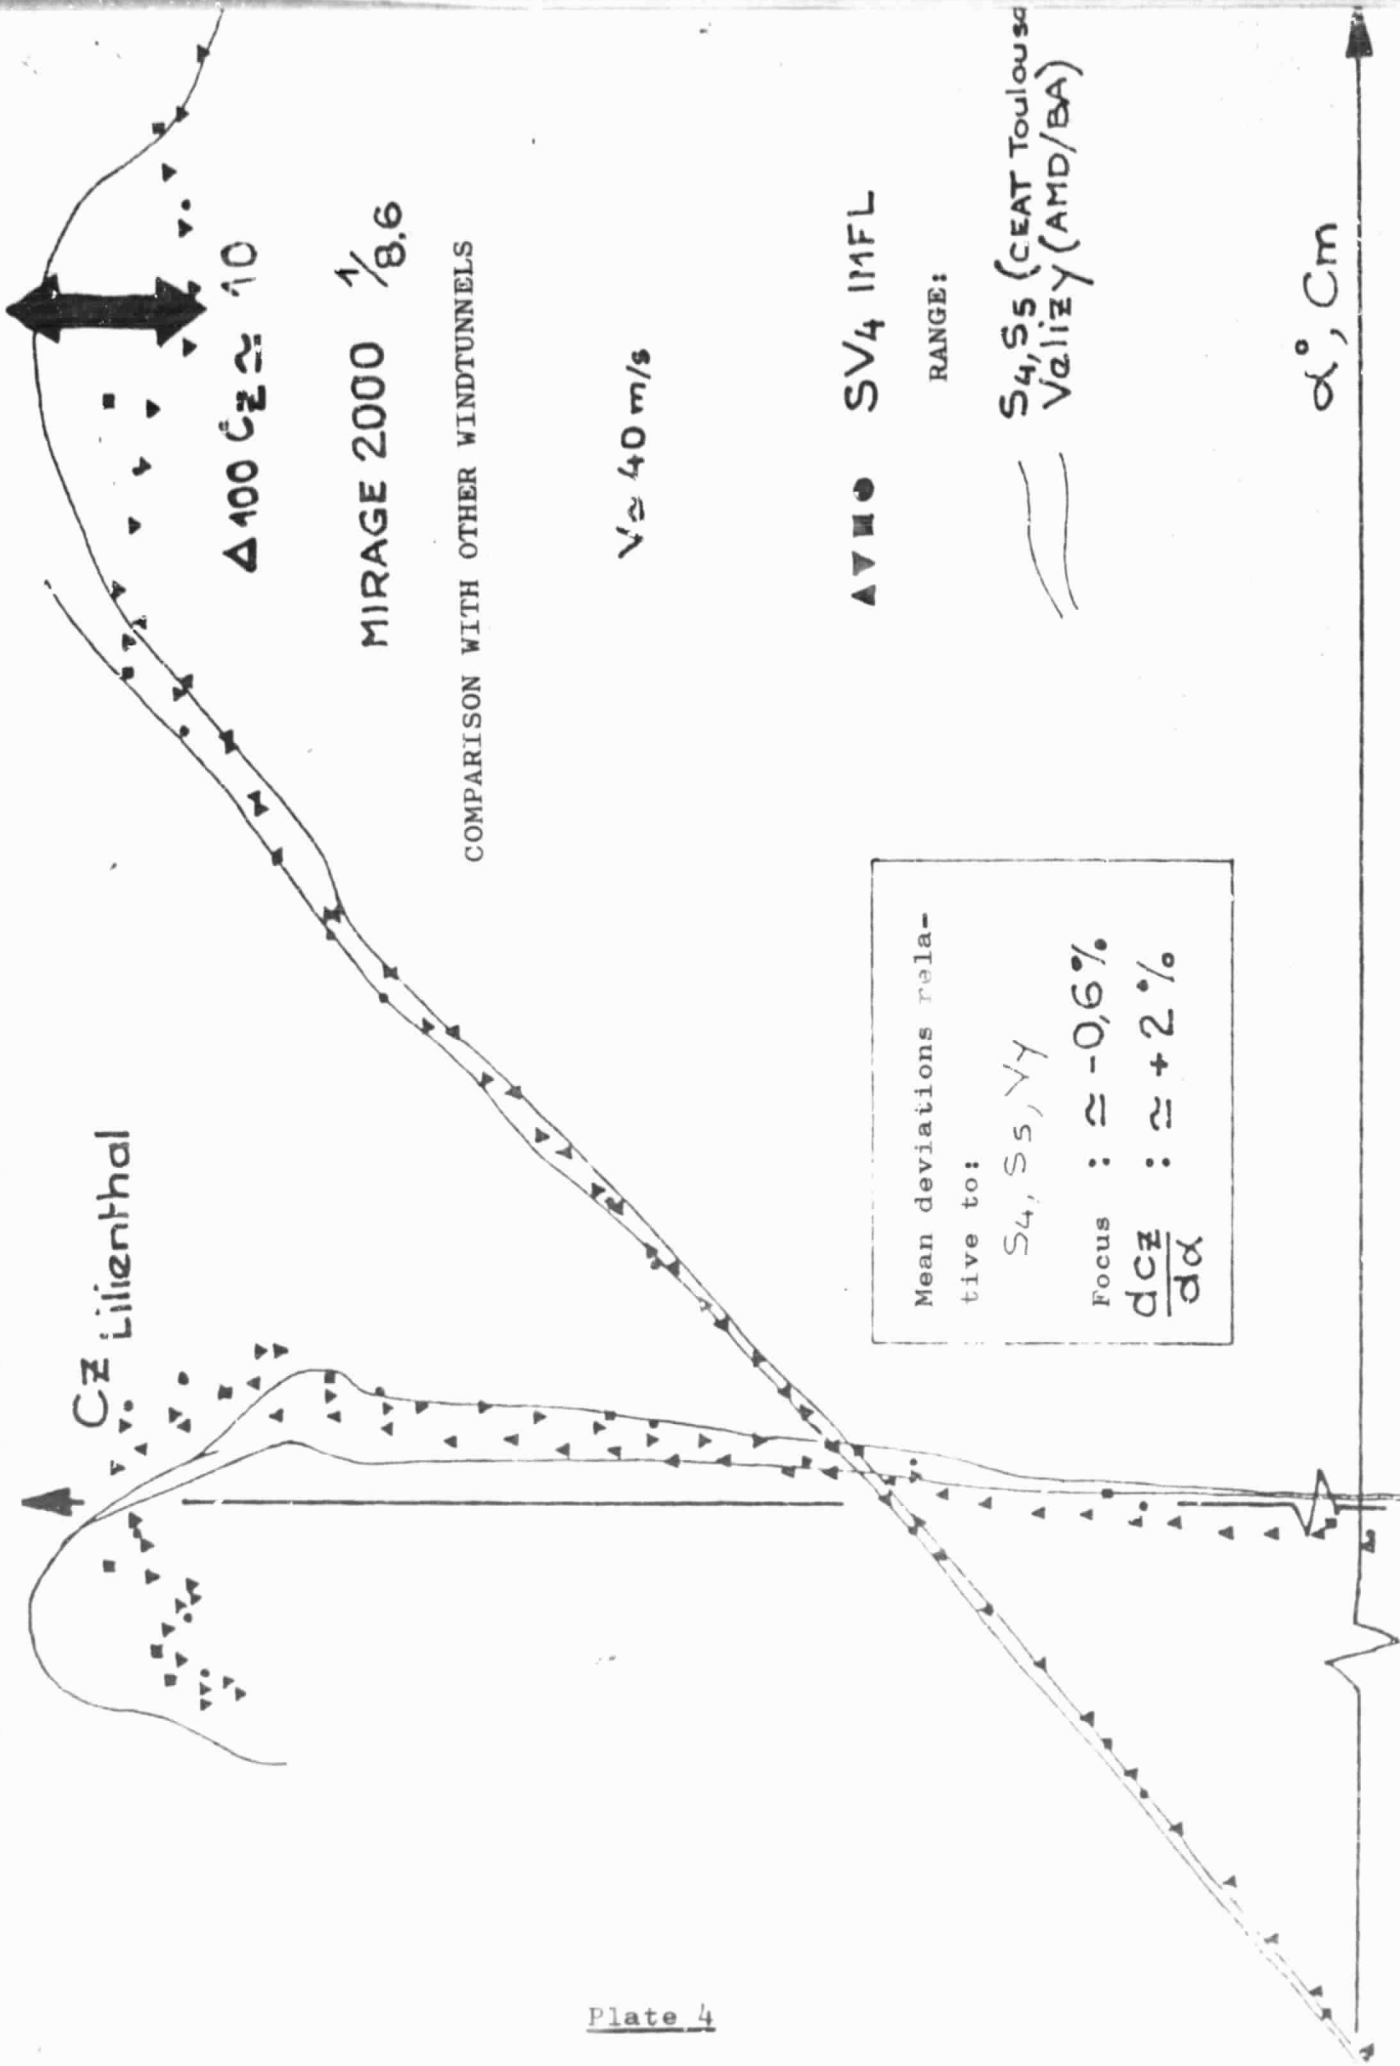 Cz
Lilienthal
Δ 100 Cz ≃ 10
MIRAGE 2000 1/8,6
COMPARISON WITH OTHER WINDTUNNELS
V ≃ 40 m/s
▲▼■● SV4 IMFL
RANGE:
S4, S5 (CEAT Toulouse
Valizy (AMD/BA)
α°, Cm
Mean deviations rela-
tive to:
S4, S5, VY
Focus : ≃ -0,6%
dcz/dα : ≃ +2%
Plate 4